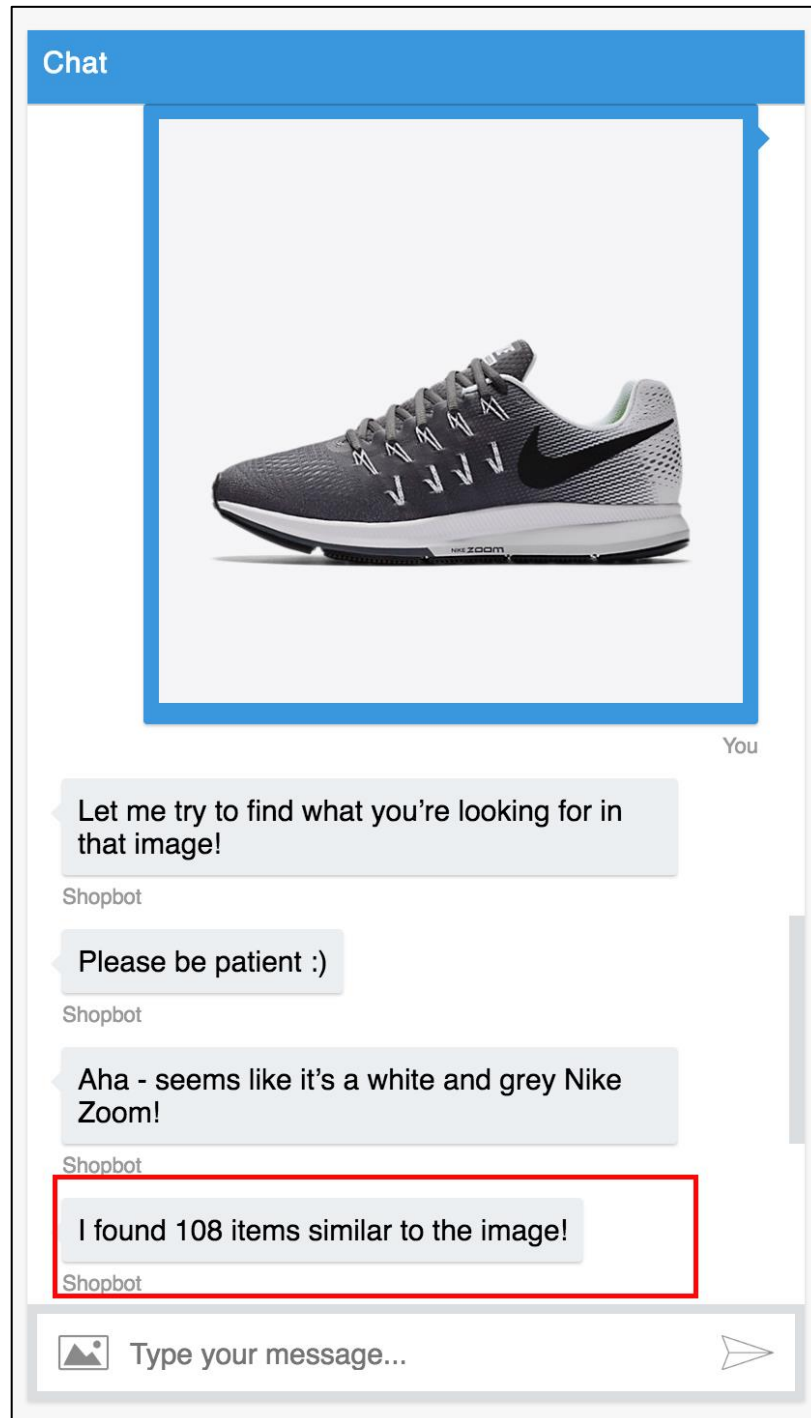 Chat
NIKE ZOOM
You
Let me try to find what you’re looking for in
that image!
Shopbot
Please be patient :)
Shopbot
Aha - seems like it’s a white and grey Nike
Zoom!
Shopbot
I found 108 items similar to the image!
Shopbot
Type your message...